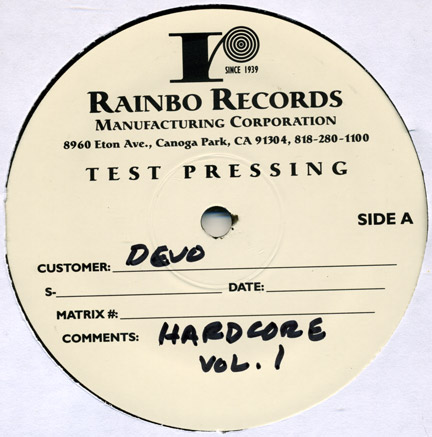 r
SINCE 1939
RAINBO RECORDS
MANUFACTURING CORPORATION
8960 Eton Ave., Canoga Park, CA 91304, 818-280-1100
TEST PRESSING
SIDE A
CUSTOMER: DEVO
S- DATE:
MATRIX #:
COMMENTS: HARDCORE
VOL. 1